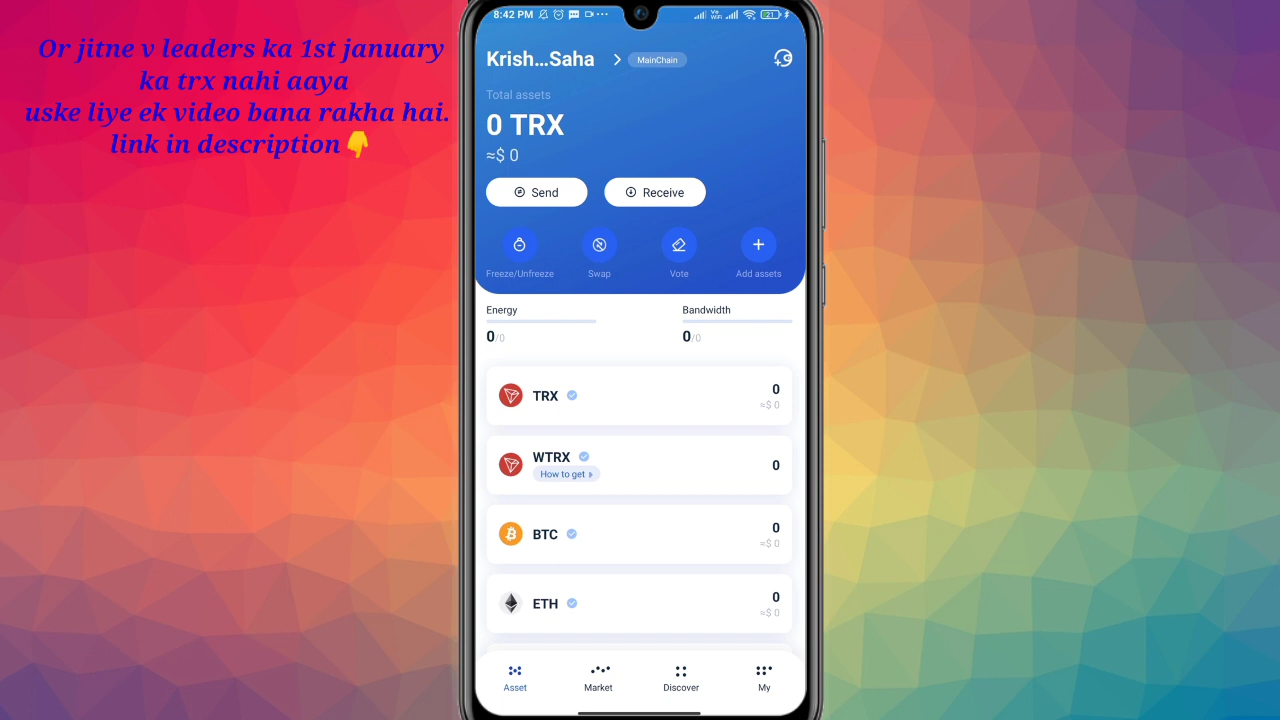 Or jitne v leaders ka 1st january
ka trx nahi aaya
uske liye ek video bana rakha hai.
link in description👇
8:42 PM
Vo WiFi
21
Krish...Saha
MainChain
Total assets
0 TRX
≈$ 0
Send
Receive
Freeze/Unfreeze
Swap
Vote
Add assets
Energy
Bandwidth
0/0
0/0
TRX
0
≈$ 0
WTRX
How to get
0
BTC
0
≈$ 0
ETH
0
≈$ 0
Asset
Market
Discover
My